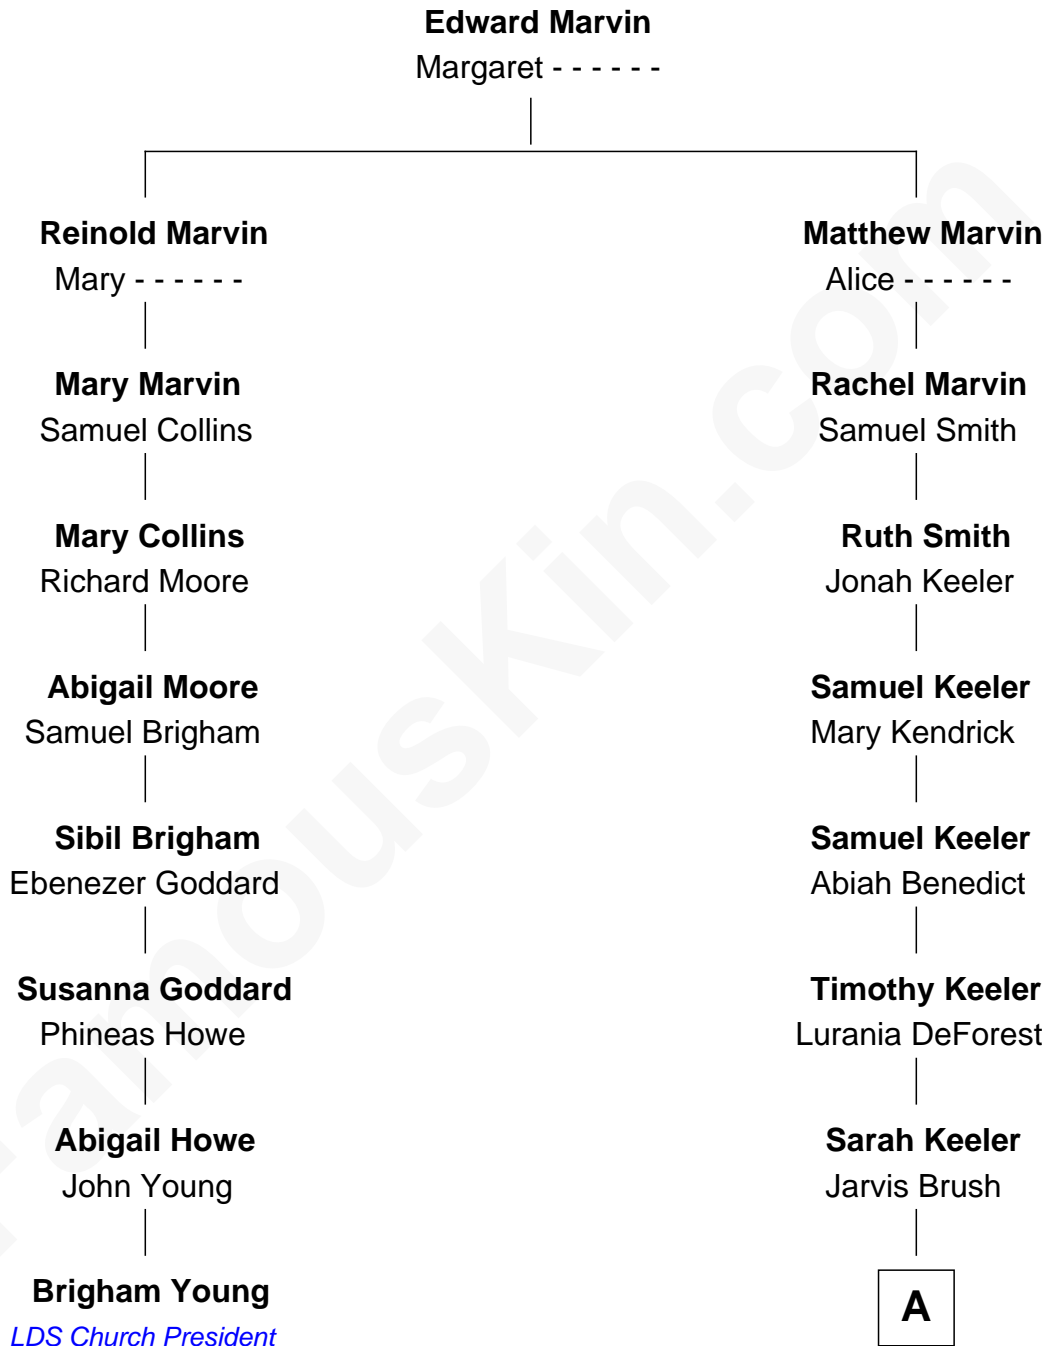 Edward Marvin
Margaret - - - - - -
Reinold Marvin
Mary - - - - - -
Matthew Marvin
Alice - - - - - -
Mary Marvin
Samuel Collins
Rachel Marvin
Samuel Smith
Mary Collins
Richard Moore
Ruth Smith
Jonah Keeler
Abigail Moore
Samuel Brigham
Samuel Keeler
Mary Kendrick
Sibil Brigham
Ebenezer Goddard
Samuel Keeler
Abiah Benedict
Susanna Goddard
Phineas Howe
Timothy Keeler
Lurania DeForest
Abigail Howe
John Young
Sarah Keeler
Jarvis Brush
Brigham Young
LDS Church President
A
FamousKin.com